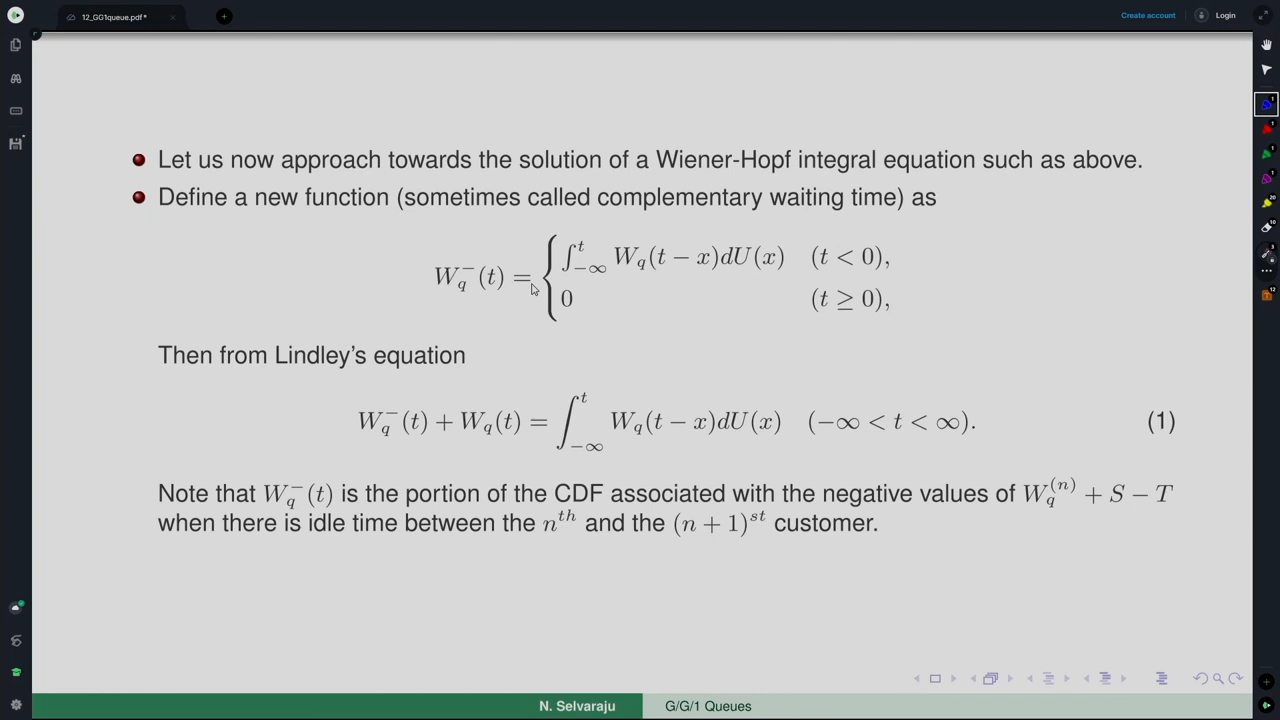 12_GG1queue.pdf*
Create account
Login
Let us now approach towards the solution of a Wiener-Hopf integral equation such as above.
Define a new function (sometimes called complementary waiting time) as
W_q^-(t) = { ∫_{-∞}^t W_q(t − x)dU(x) (t < 0),
0 (t ≥ 0),
Then from Lindley's equation
W_q^-(t) + W_q(t) = ∫_{-∞}^t W_q(t − x)dU(x) (−∞ < t < ∞). (1)
Note that W_q^-(t) is the portion of the CDF associated with the negative values of W_q^{(n)} + S − T
when there is idle time between the n^{th} and the (n + 1)^{st} customer.
N. Selvaraju G/G/1 Queues